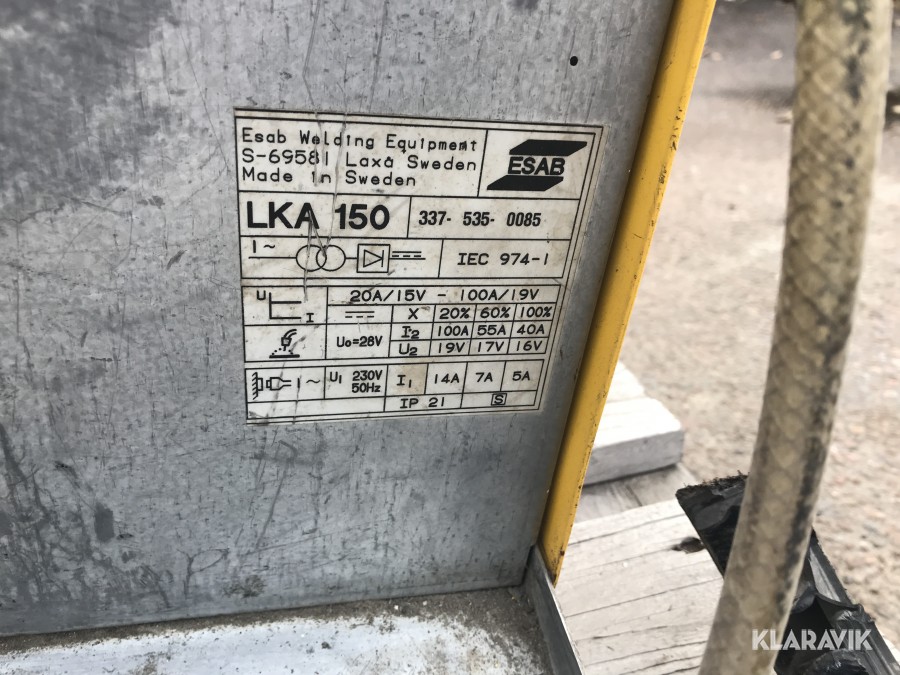 Esab Welding Equipment
S-69581 Laxå Sweden
Made in Sweden
ESAB
LKA 150
337- 535- 0085
1~
IEC 974-1
U
I
20A/15V - 100A/19V
X 20% 60% 100%
U₀=28V
I₂ 100A 55A 40A
U₂ 19V 17V 16V
1~
U₁ 230V
50Hz
I₁ 14A 7A 5A
IP 21
S
KLARAVIK